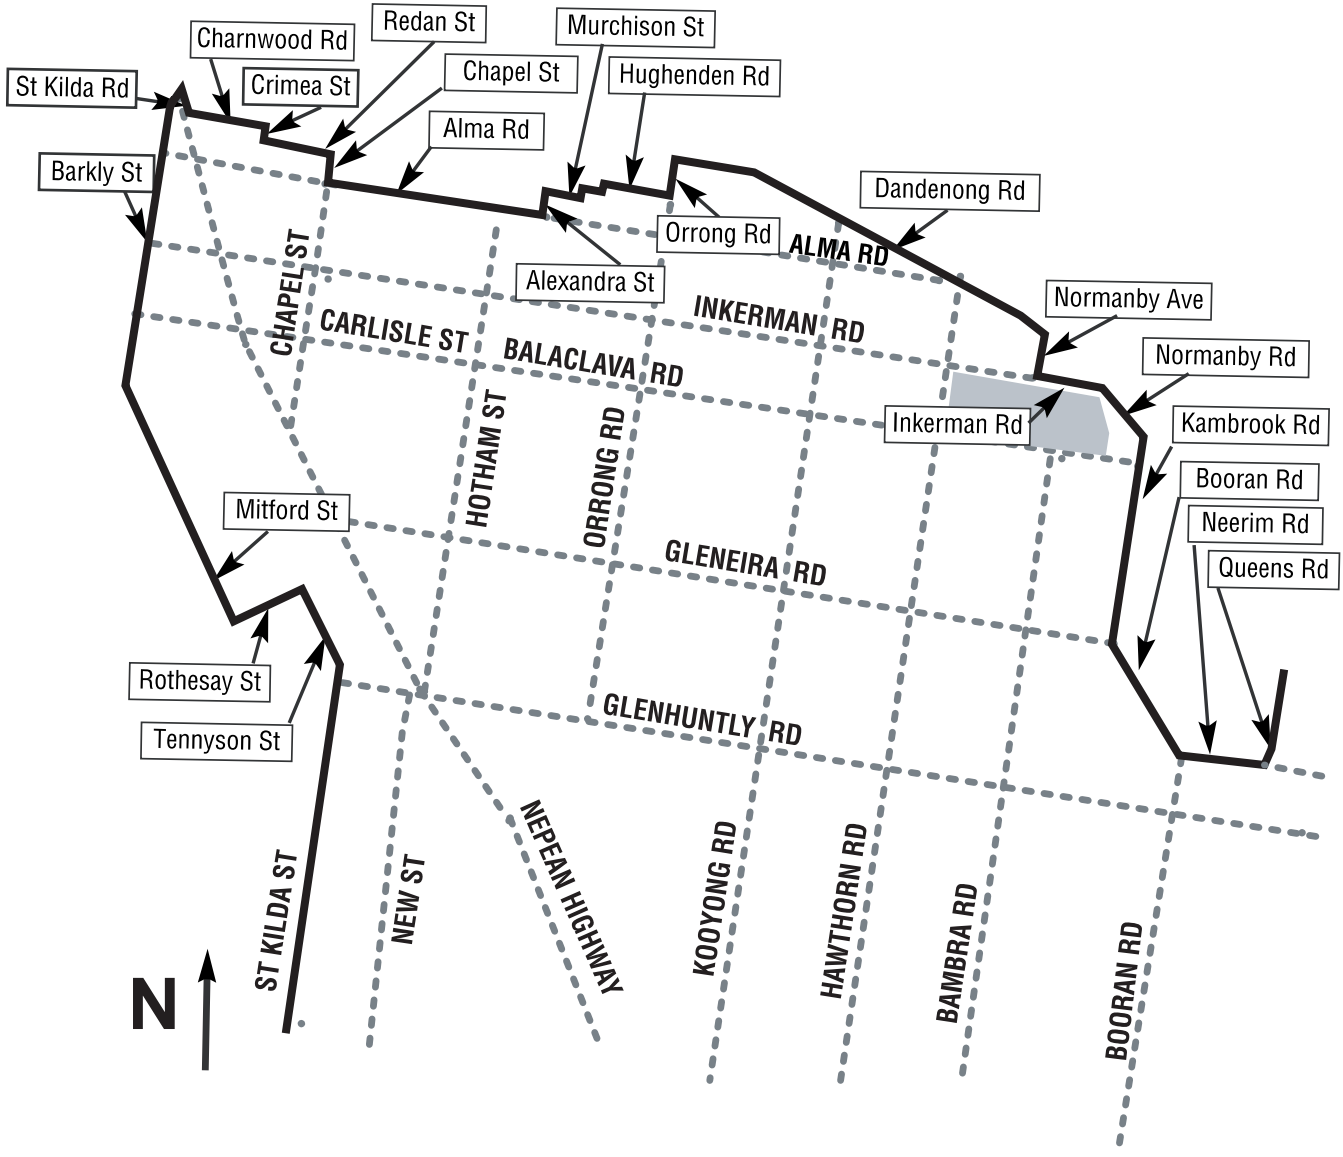 Redan St
Murchison St
Charnwood Rd
Chapel St
Hughenden Rd
St Kilda Rd
Crimea St
Alma Rd
Barkly St
Dandenong Rd
Orrong Rd
ALMA RD
Alexandra St
CHAPEL ST
Normanby Ave
INKERMAN RD
CARLISLE ST
BALACLAVA RD
Normanby Rd
HOTHAM ST
ORRONG RD
Inkerman Rd
Kambrook Rd
Booran Rd
Mitford St
Neerim Rd
GLENEIRA RD
Queens Rd
Rothesay St
GLENHUNTLY RD
Tennyson St
ST KILDA ST
NEW ST
NEPEAN HIGHWAY
KOOYONG RD
HAWTHORN RD
BAMBRA RD
BOORAN RD
N